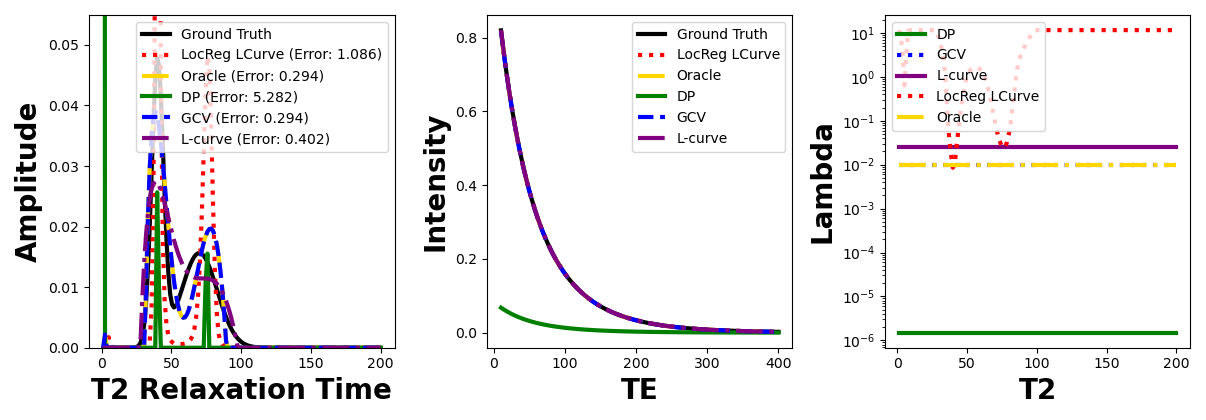 0.05
0.04
0.03
0.02
0.01
0.00
Amplitude
0
50
100
150
200
T2 Relaxation Time
Ground Truth
LocReg LCurve (Error: 1.086)
Oracle (Error: 0.294)
DP (Error: 5.282)
GCV (Error: 0.294)
L-curve (Error: 0.402)
0.8
0.6
0.4
0.2
0.0
Intensity
0
100
200
300
400
TE
Ground Truth
LocReg LCurve
Oracle
DP
GCV
L-curve
10¹
10⁰
10⁻¹
10⁻²
10⁻³
10⁻⁴
10⁻⁵
10⁻⁶
Lambda
0
50
100
150
200
T2
DP
GCV
L-curve
LocReg LCurve
Oracle